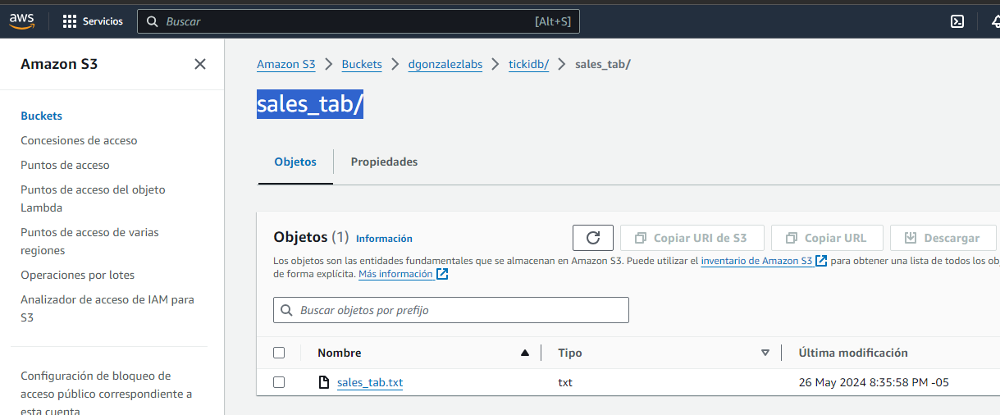 aws
Servicios
Buscar
[Alt+S]
Amazon S3
Buckets
Concesiones de acceso
Puntos de acceso
Puntos de acceso del objeto
Lambda
Puntos de acceso de varias
regiones
Operaciones por lotes
Analizador de acceso de IAM para
S3
Configuración de bloqueo de
acceso público correspondiente a
esta cuenta
Amazon S3 > Buckets > dgonzalezlabs > tickidb/ > sales_tab/
sales_tab/
Objetos
Propiedades
Objetos (1) Información
Copiar URI de S3
Copiar URL
Descargar
Los objetos son las entidades fundamentales que se almacenan en Amazon S3. Puede utilizar el inventario de Amazon S3 para obtener una lista de todos los
de forma explícita. Más información
Buscar objetos por prefijo
Nombre
Tipo
Última modificación
sales_tab.txt
txt
26 May 2024 8:35:58 PM -05